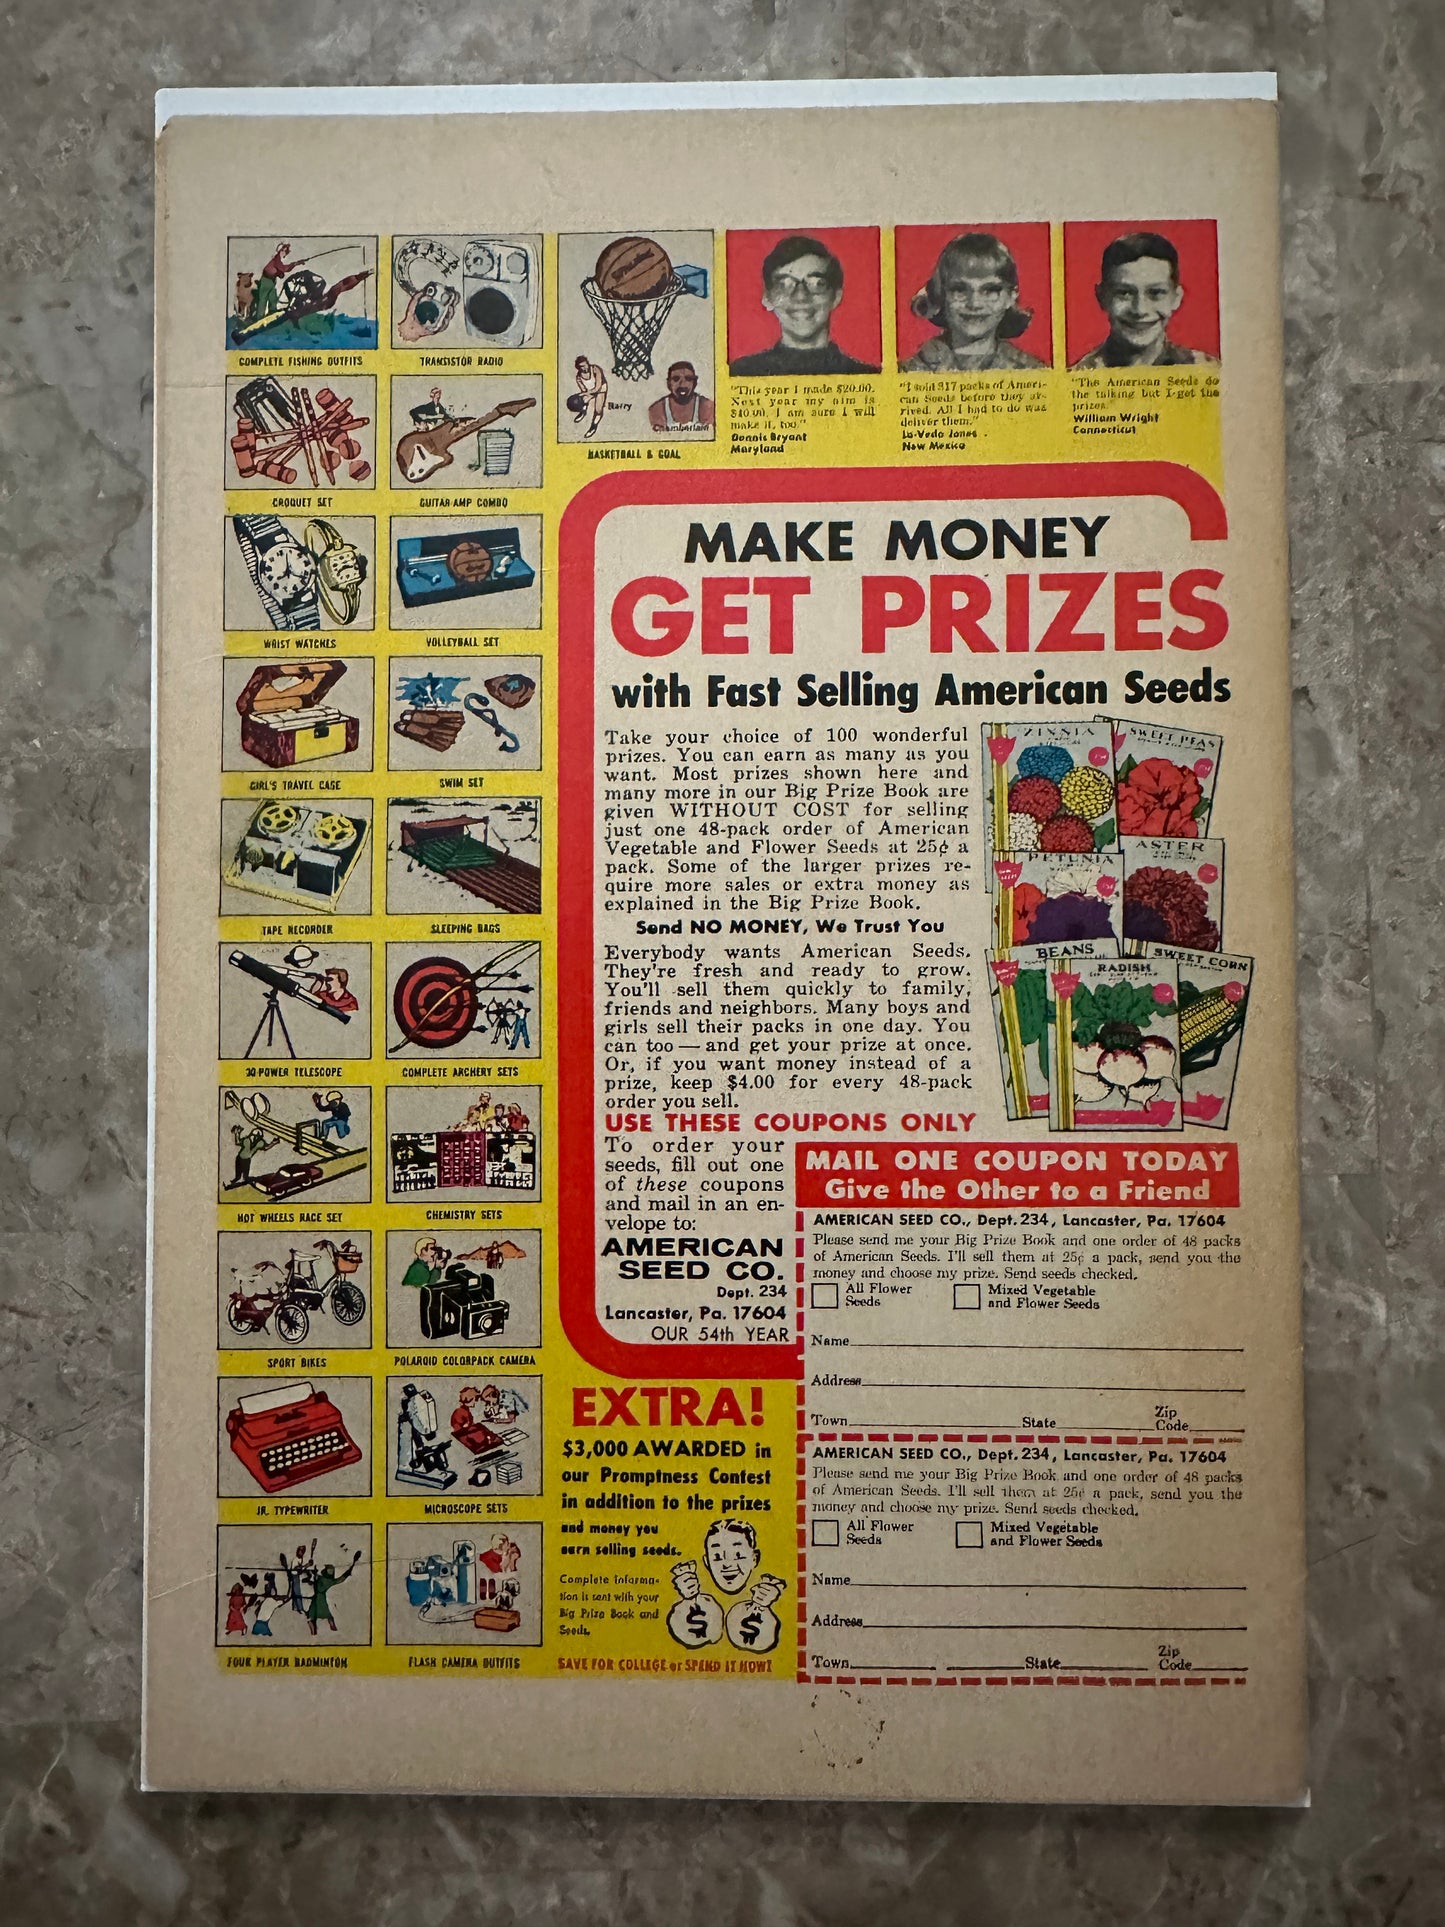 COMPLETE FISHING OUTFITS
TRANSISTOR RADIO
CROQUET SET
GUITAR-AMP COMBO
WRIST WATCHES
VOLLEYBALL SET
GIRL'S TRAVEL CASE
SWIM SET
TAPE RECORDER
SLEEPING BAGS
30-POWER TELESCOPE
COMPLETE ARCHERY SETS
HOT WHEELS RACE SET
CHEMISTRY SETS
SPORT BIKES
POLAROID COLORPACK CAMERA
JR. TYPEWRITER
MICROSCOPE SETS
FOUR PLAYER BADMINTON
FLASH CAMERA OUTFITS
SPALDING
Barry
Chamberlain
BASKETBALL & GOAL
"This year I made $20.00.
Next year my aim is
I am sure I will
make it, too."
Dennis Bryant
Maryland
"I sold 317 packs of Ameri-
can Seeds before they ar-
rived. All I had to do was
deliver them."
La-Veda Jones
New Mexico
"The American Seeds do
the talking but I get the
prizes."
William Wright
Connecticut
MAKE MONEY
GET PRIZES
with Fast Selling American Seeds
Take your choice of 100 wonderful
prizes. You can earn as many as you
want. Most prizes shown here and
many more in our Big Prize Book are
given WITHOUT COST for selling
just one 48-pack order of American
Vegetable and Flower Seeds at 25¢ a
pack. Some of the larger prizes re-
quire more sales or extra money as
explained in the Big Prize Book.
Send NO MONEY, We Trust You
Everybody wants American Seeds.
They're fresh and ready to grow.
You'll sell them quickly to family,
friends and neighbors. Many boys and
girls sell their packs in one day. You
can too — and get your prize at once.
Or, if you want money instead of a
prize, keep $4.00 for every 48-pack
order you sell.
ZINNIA
SWEET PEAS
PETUNIA
ASTER
BEANS
RADISH
SWEET CORN
USE THESE COUPONS ONLY
To order your
seeds, fill out one
of these coupons
and mail in an en-
velope to:
AMERICAN
SEED CO.
Dept. 234
Lancaster, Pa. 17604
OUR 54th YEAR
EXTRA!
$3,000 AWARDED in
our Promptness Contest
in addition to the prizes
and money you
earn selling seeds.
Complete informa-
tion is sent with your
Big Prize Book and
Seeds.
$ $
SAVE FOR COLLEGE or SPEND IT NOW!
MAIL ONE COUPON TODAY
Give the Other to a Friend
AMERICAN SEED CO., Dept. 234, Lancaster, Pa. 17604
Please send me your Big Prize Book and one order of 48 packs
of American Seeds. I'll sell them at 25¢ a pack, send you the
money and choose my prize. Send seeds checked.
All Flower Seeds
Mixed Vegetable and Flower Seeds
Name
Address
Town State Zip Code
AMERICAN SEED CO., Dept. 234, Lancaster, Pa. 17604
Please send me your Big Prize Book and one order of 48 packs
of American Seeds. I'll sell them at 25¢ a pack, send you the
money and choose my prize. Send seeds checked.
All Flower Seeds
Mixed Vegetable and Flower Seeds
Name
Address
Town State Zip Code